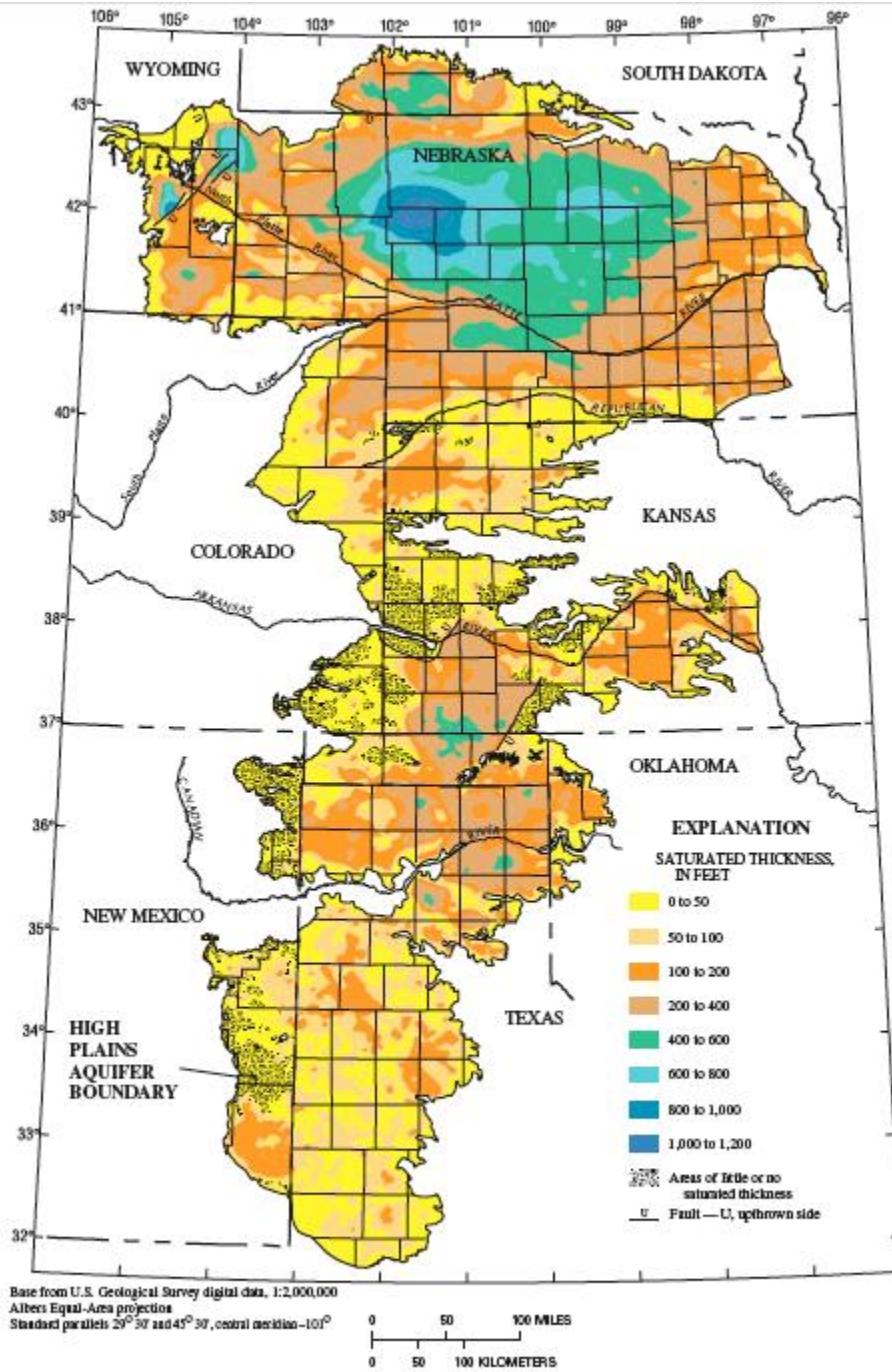 106°
105°
104°
103°
102°
101°
100°
99°
98°
97°
96°
WYOMING
SOUTH DAKOTA
43°
U
U
U
NEBRASKA
U
42°
U
North
Platte
River
41°
PLATTE
RIVER
South
Platte
River
40°
REPUBLICAN
RIVER
39°
KANSAS
COLORADO
ARKANSAS
38°
U
RIVER
37°
U
OKLAHOMA
CANADIAN
36°
RIVER
EXPLANATION
SATURATED THICKNESS,
IN FEET
0 to 50
NEW MEXICO
35°
50 to 100
100 to 200
200 to 400
TEXAS
34°
HIGH
PLAINS
AQUIFER
BOUNDARY
400 to 600
600 to 800
800 to 1,000
33°
1,000 to 1,200
Areas of little or no
saturated thickness
U Fault — U, upthrown side
32°
Base from U.S. Geological Survey digital data, 1:2,000,000
Albers Equal-Area projection
Standard parallels 29° 30' and 45° 30', central meridian –101°
0 50 100 MILES
0 50 100 KILOMETERS